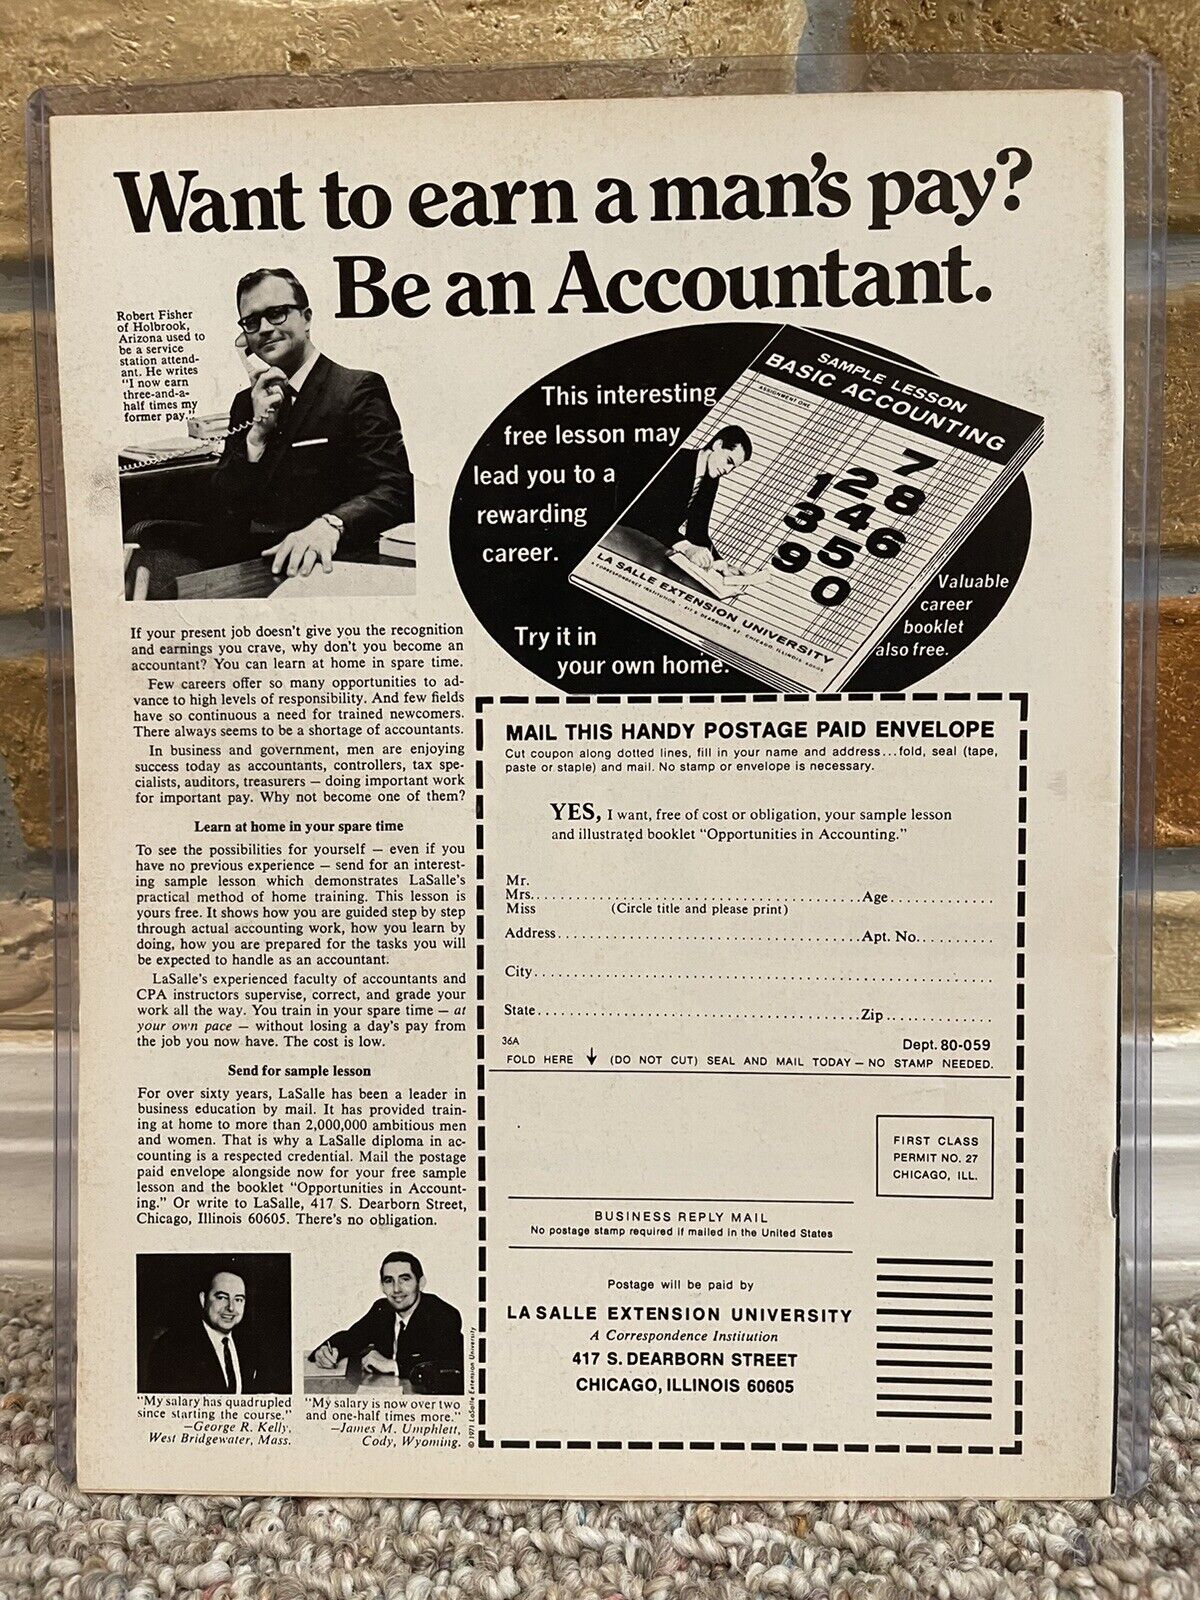 Want to earn a man's pay?
Be an Accountant.
Robert Fisher
of Holbrook,
Arizona used to
be a service
station attend-
ant. He writes
"I now earn
three-and-a-
half times my
former pay."
This interesting
free lesson may
lead you to a
rewarding
career.
Try it in
your own home.
SAMPLE LESSON
BASIC ACCOUNTING
ASSIGNMENT ONE
7
1 2 8
3 4 6
9 5
0
LA SALLE EXTENSION UNIVERSITY
A CORRESPONDENCE INSTITUTION · 417 S. DEARBORN ST. CHICAGO, ILLINOIS 60605
Valuable
career
booklet
also free.
If your present job doesn't give you the recognition
and earnings you crave, why don't you become an
accountant? You can learn at home in spare time.
Few careers offer so many opportunities to ad-
vance to high levels of responsibility. And few fields
have so continuous a need for trained newcomers.
There always seems to be a shortage of accountants.
In business and government, men are enjoying
success today as accountants, controllers, tax spe-
cialists, auditors, treasurers — doing important work
for important pay. Why not become one of them?
Learn at home in your spare time
To see the possibilities for yourself — even if you
have no previous experience — send for an interest-
ing sample lesson which demonstrates LaSalle's
practical method of home training. This lesson is
yours free. It shows how you are guided step by step
through actual accounting work, how you learn by
doing, how you are prepared for the tasks you will
be expected to handle as an accountant.
LaSalle's experienced faculty of accountants and
CPA instructors supervise, correct, and grade your
work all the way. You train in your spare time — at
your own pace — without losing a day's pay from
the job you now have. The cost is low.
Send for sample lesson
For over sixty years, LaSalle has been a leader in
business education by mail. It has provided train-
ing at home to more than 2,000,000 ambitious men
and women. That is why a LaSalle diploma in ac-
counting is a respected credential. Mail the postage
paid envelope alongside now for your free sample
lesson and the booklet "Opportunities in Account-
ing." Or write to LaSalle, 417 S. Dearborn Street,
Chicago, Illinois 60605. There's no obligation.
"My salary has quadrupled
since starting the course."
—George R. Kelly,
West Bridgewater, Mass.
"My salary is now over two
and one-half times more."
—James M. Umphlett,
Cody, Wyoming.
© 1971 LaSalle Extension University
MAIL THIS HANDY POSTAGE PAID ENVELOPE
Cut coupon along dotted lines, fill in your name and address...fold, seal (tape,
paste or staple) and mail. No stamp or envelope is necessary.
YES, I want, free of cost or obligation, your sample lesson
and illustrated booklet "Opportunities in Accounting."
Mr.
Mrs. Age
Miss (Circle title and please print)
Address Apt. No.
City
State Zip
36A Dept. 80-059
FOLD HERE ↓ (DO NOT CUT) SEAL AND MAIL TODAY — NO STAMP NEEDED.
FIRST CLASS
PERMIT NO. 27
CHICAGO, ILL.
BUSINESS REPLY MAIL
No postage stamp required if mailed in the United States
Postage will be paid by
LA SALLE EXTENSION UNIVERSITY
A Correspondence Institution
417 S. DEARBORN STREET
CHICAGO, ILLINOIS 60605